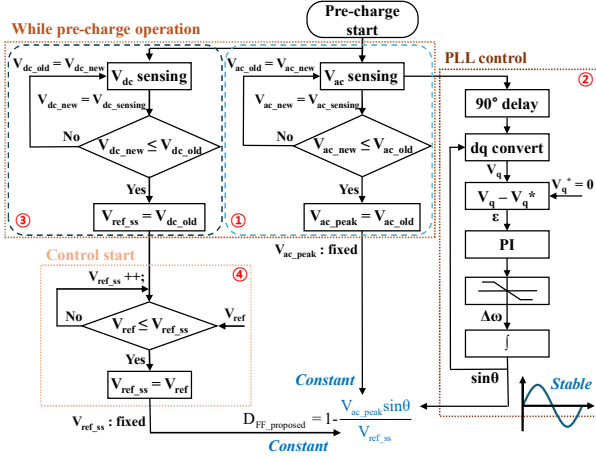 Pre-charge
start
While pre-charge operation
V_dc_old = V_dc_new
V_dc sensing
V_dc_new = V_dc_sensing
No
V_dc_new ≤ V_dc_old
Yes
V_ref_ss = V_dc_old
③
V_ac_old = V_ac_new
V_ac sensing
V_ac_new = V_ac_sensing
No
V_ac_new ≤ V_ac_old
Yes
V_ac_peak = V_ac_old
①
V_ac_peak : fixed
PLL control
②
90° delay
dq convert
V_q
V_q – V_q*
V_q* = 0
ε
PI
Δω
∫
sinθ
Stable
Control start
④
V_ref_ss ++;
V_ref ≤ V_ref_ss
V_ref
No
Yes
V_ref_ss = V_ref
V_ref_ss : fixed
Constant
D_FF_proposed = 1- V_ac_peak sinθ / V_ref_ss
Constant